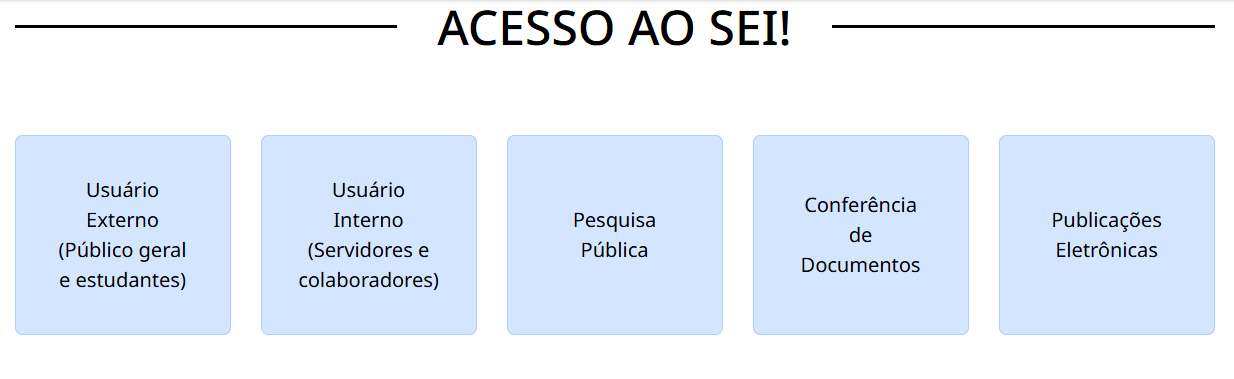 ACESSO AO SEI!
Usuário
Externo
(Público geral
e estudantes)
Usuário
Interno
(Servidores e
colaboradores)
Pesquisa
Pública
Conferência
de
Documentos
Publicações
Eletrônicas